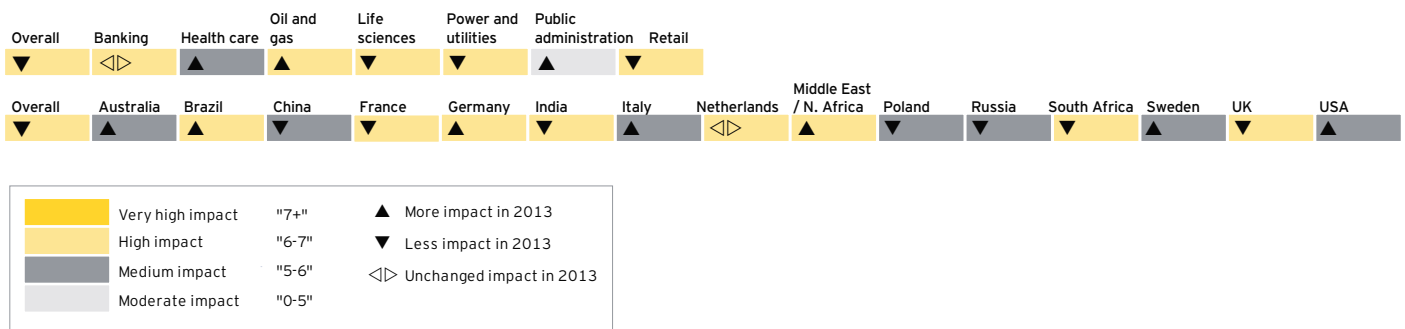 Overall Banking Health care Oil and gas Life sciences Power and utilities Public administration Retail
▼ ◁▷ ▲ ▲ ▼ ▼ ▲ ▼
Overall Australia Brazil China France Germany India Italy Netherlands Middle East / N. Africa Poland Russia South Africa Sweden UK USA
▼ ▲ ▲ ▼ ▼ ▲ ▼ ▲ ◁▷ ▲ ▼ ▼ ▼ ▲ ▼ ▲
Very high impact "7+" ▲ More impact in 2013
High impact "6-7" ▼ Less impact in 2013
Medium impact "5-6" ◁▷ Unchanged impact in 2013
Moderate impact "0-5"